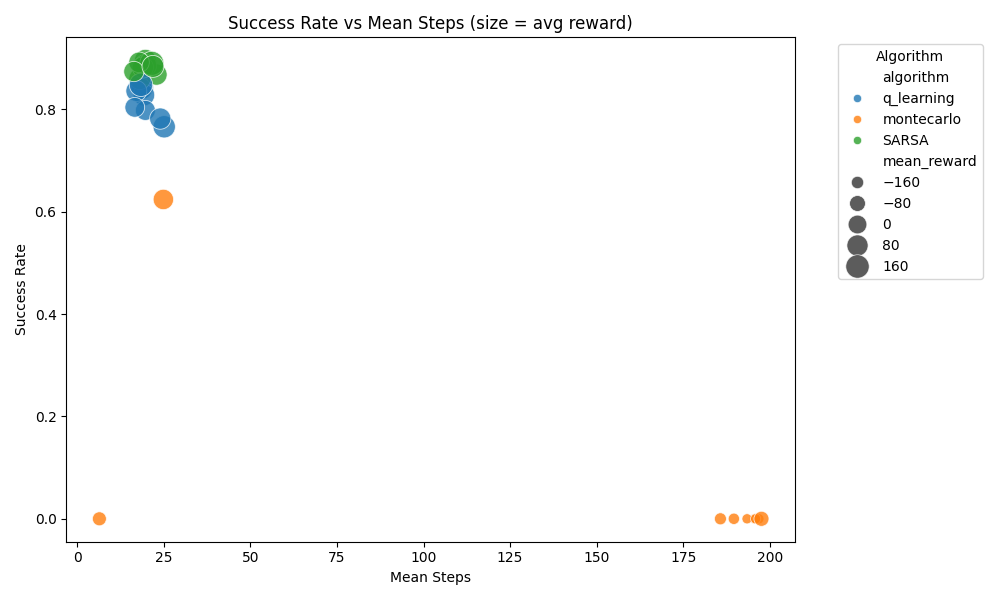 Success Rate vs Mean Steps (size = avg reward)
Success Rate
0.8
0.6
0.4
0.2
0.0
0
25
50
75
100
125
150
175
200
Mean Steps
Algorithm
algorithm
q_learning
montecarlo
SARSA
mean_reward
−160
−80
0
80
160